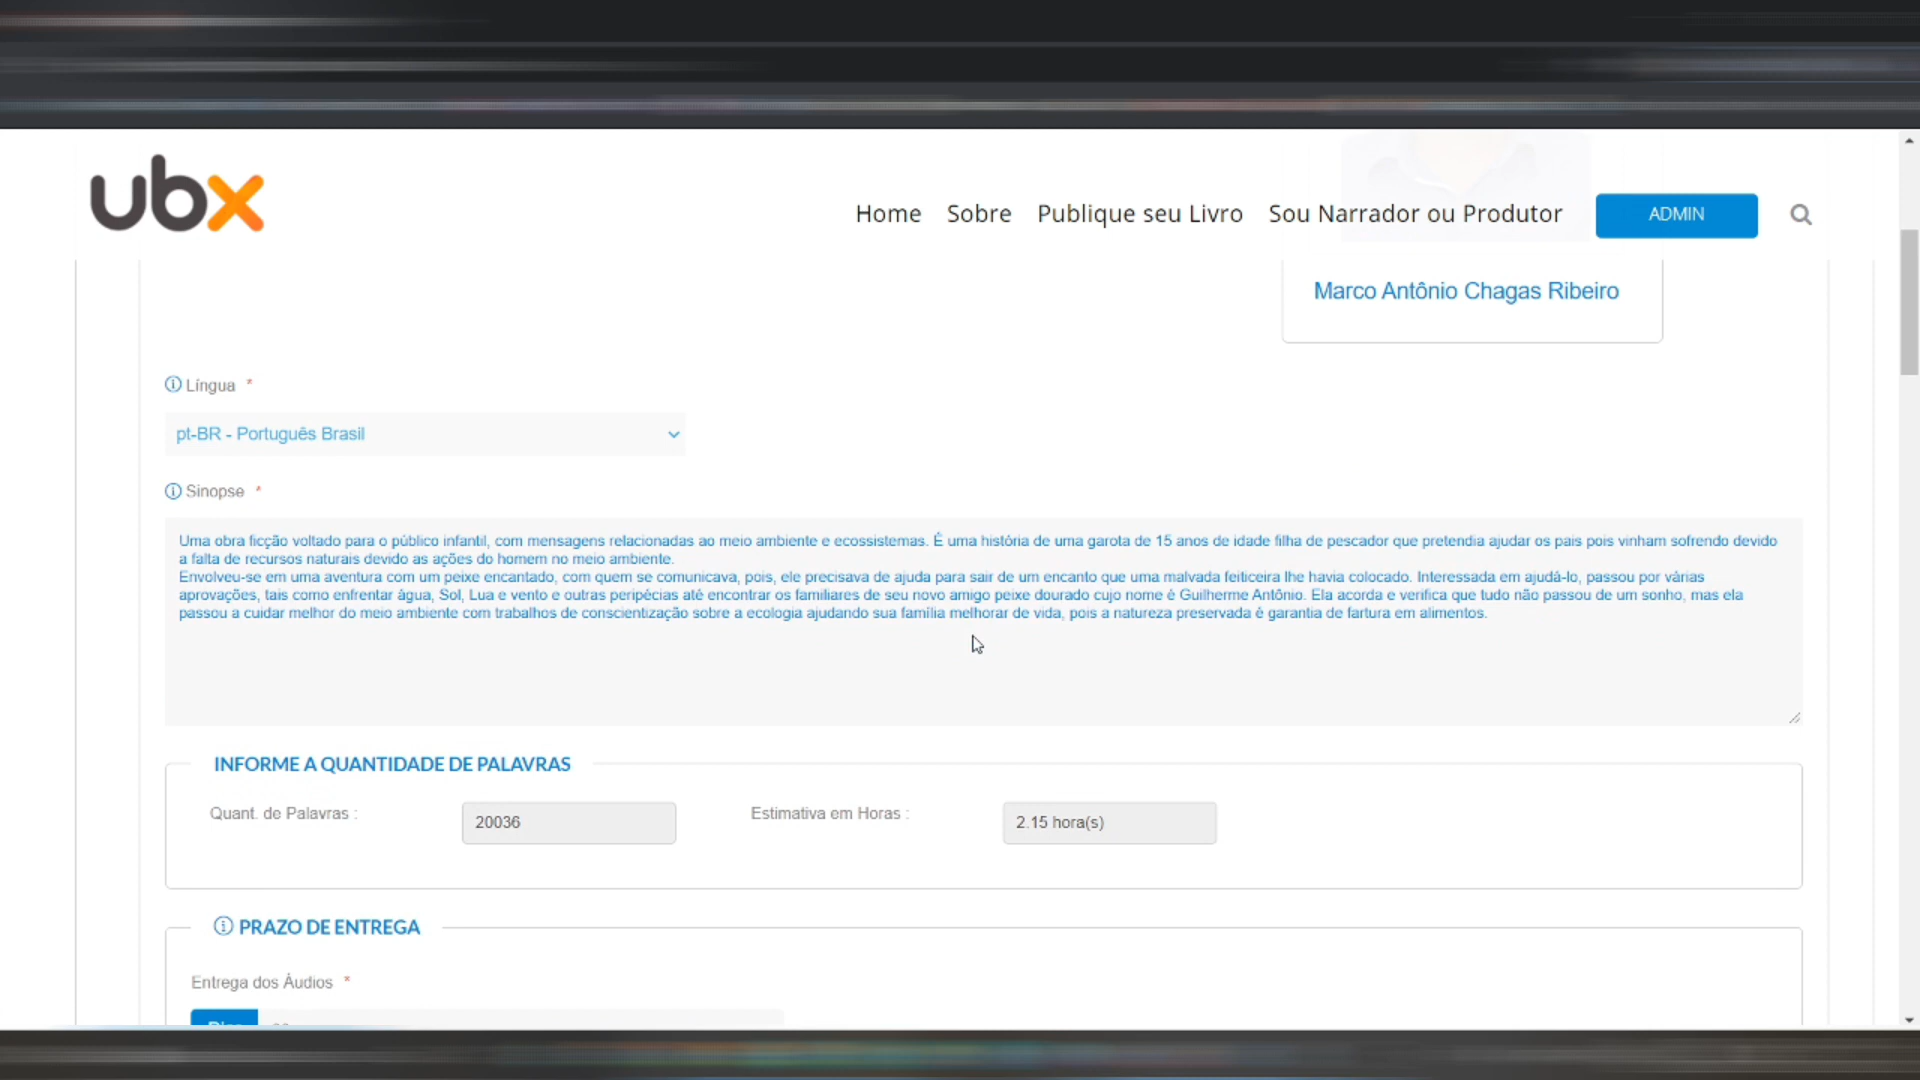 ubx
Home Sobre Publique seu Livro Sou Narrador ou Produtor ADMIN
Marco Antônio Chagas Ribeiro
Língua *
pt-BR - Português Brasil
Sinopse *
Uma obra ficção voltado para o público infantil, com mensagens relacionadas ao meio ambiente e ecossistemas. É uma história de uma garota de 15 anos de idade filha de pescador que pretendia ajudar os pais pois vinham sofrendo devido
a falta de recursos naturais devido as ações do homem no meio ambiente.
Envolveu-se em uma aventura com um peixe encantado, com quem se comunicava, pois, ele precisava de ajuda para sair de um encanto que uma malvada feiticeira lhe havia colocado. Interessada em ajudá-lo, passou por várias
aprovações, tais como enfrentar água, Sol, Lua e vento e outras peripécias até encontrar os familiares de seu novo amigo peixe dourado cujo nome é Guilherme Antônio. Ela acorda e verifica que tudo não passou de um sonho, mas ela
passou a cuidar melhor do meio ambiente com trabalhos de conscientização sobre a ecologia ajudando sua família melhorar de vida, pois a natureza preservada é garantia de fartura em alimentos.
INFORME A QUANTIDADE DE PALAVRAS
Quant. de Palavras : 20036 Estimativa em Horas : 2.15 hora(s)
PRAZO DE ENTREGA
Entrega dos Áudios *